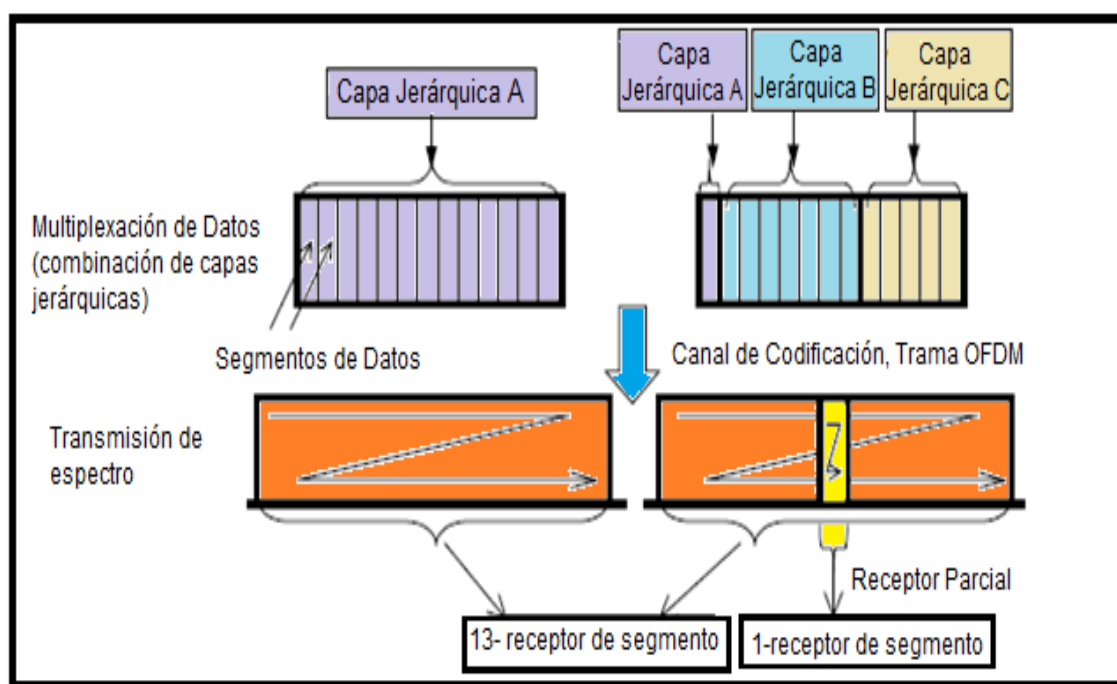 Capa Jerárquica A
Capa
Jerárquica A
Capa
Jerárquica B
Capa
Jerárquica C
Multiplexación de Datos
(combinación de capas
jerárquicas)
Segmentos de Datos
Canal de Codificación, Trama OFDM
Transmisión de
espectro
Receptor Parcial
13- receptor de segmento
1-receptor de segmento